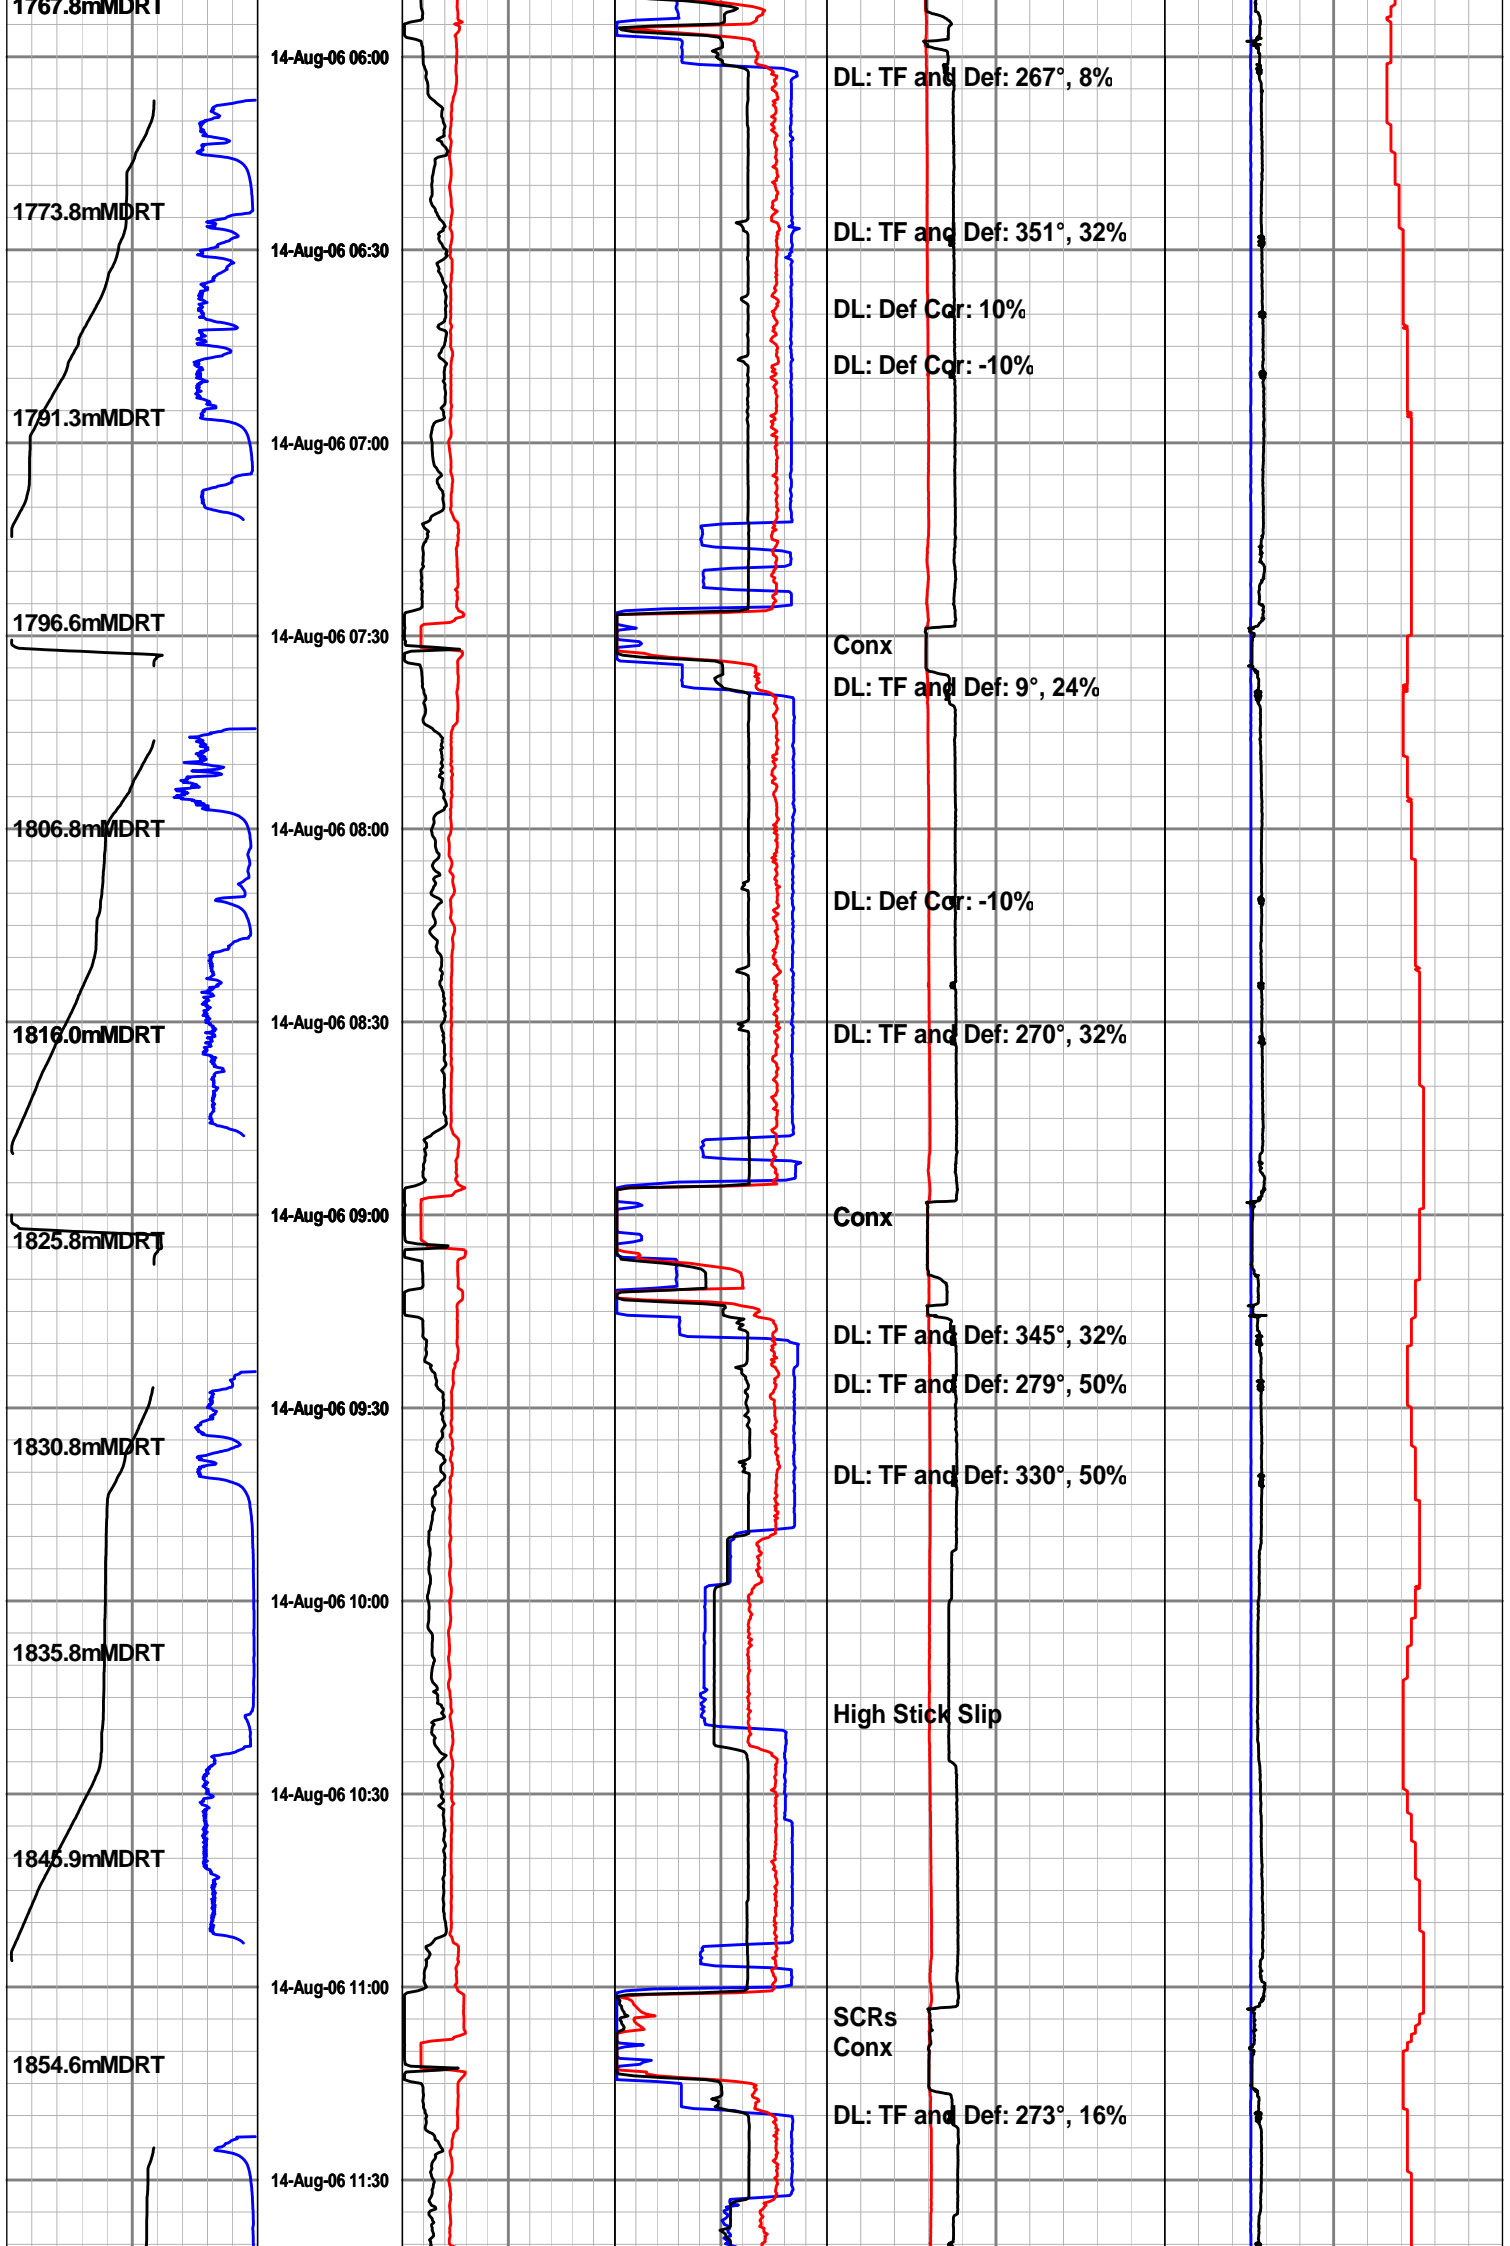 1767.8mMDRT
14-Aug-06 06:00
DL: TF and Def: 267°, 8%
1773.8mMDRT
DL: TF and Def: 351°, 32%
14-Aug-06 06:30
DL: Def Cor: 10%
DL: Def Cor: -10%
1791.3mMDRT
14-Aug-06 07:00
1796.6mMDRT
14-Aug-06 07:30
Conx
DL: TF and Def: 9°, 24%
1806.8mMDRT
14-Aug-06 08:00
DL: Def Cor: -10%
14-Aug-06 08:30
1816.0mMDRT
DL: TF and Def: 270°, 32%
14-Aug-06 09:00
Conx
1825.8mMDRT
DL: TF and Def: 345°, 32%
DL: TF and Def: 279°, 50%
14-Aug-06 09:30
1830.8mMDRT
DL: TF and Def: 330°, 50%
14-Aug-06 10:00
1835.8mMDRT
High Stick Slip
14-Aug-06 10:30
1845.9mMDRT
14-Aug-06 11:00
SCRs
Conx
1854.6mMDRT
DL: TF and Def: 273°, 16%
14-Aug-06 11:30